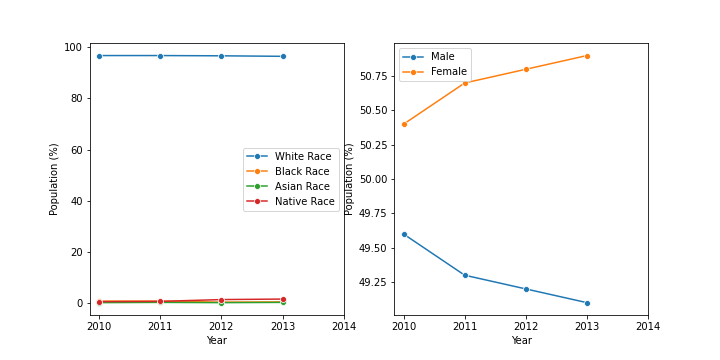 100
80
60
40
20
0
Population (%)
2010 2011 2012 2013 2014
Year
White Race
Black Race
Asian Race
Native Race
Male
Female
50.75
50.50
50.25
50.00
49.75
49.50
49.25
Population (%)
2010 2011 2012 2013 2014
Year